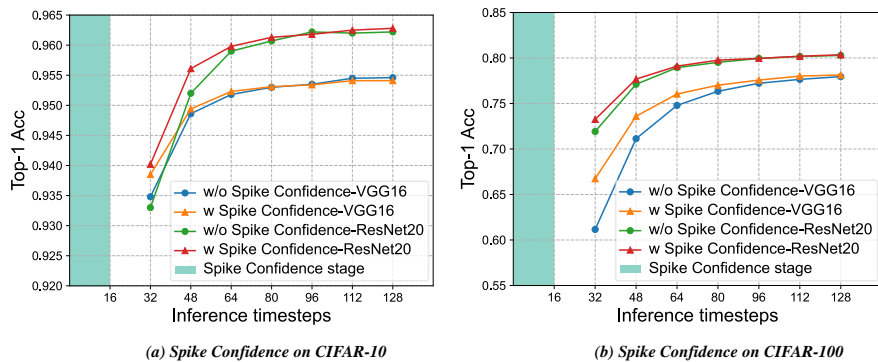 0.965
0.960
0.955
0.950
0.945
0.940
0.935
0.930
0.925
0.920
Top-1 Acc
w/o Spike Confidence-VGG16
w Spike Confidence-VGG16
w/o Spike Confidence-ResNet20
w Spike Confidence-ResNet20
Spike Confidence stage
16 32 48 64 80 96 112 128
Inference timesteps
(a) Spike Confidence on CIFAR-10
0.85
0.80
0.75
0.70
0.65
0.60
0.55
Top-1 Acc
w/o Spike Confidence-VGG16
w Spike Confidence-VGG16
w/o Spike Confidence-ResNet20
w Spike Confidence-ResNet20
Spike Confidence stage
16 32 48 64 80 96 112 128
Inference timesteps
(b) Spike Confidence on CIFAR-100